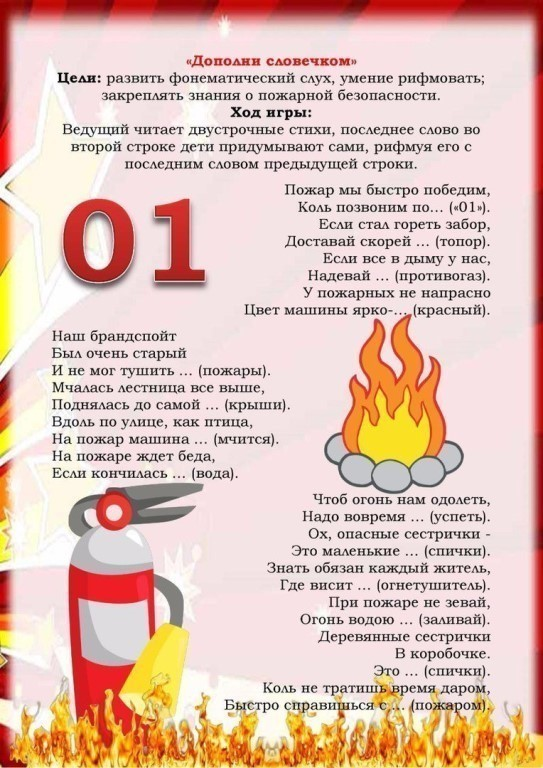 «Дополни словечком»
Цели: развить фонематический слух, умение рифмовать;
закреплять знания о пожарной безопасности.
Ход игры:
Ведущий читает двустрочные стихи, последнее слово во
второй строке дети придумывают сами, рифмуя его с
последним словом предыдущей строки.
Пожар мы быстро победим,
Коль позвоним по… («01»).
Если стал гореть забор,
Доставай скорей … (топор).
Если все в дыму у нас,
Надевай … (противогаз).
У пожарных не напрасно
Цвет машины ярко-… (красный).
01
Наш брандспойт
Был очень старый
И не мог тушить … (пожары).
Мчалась лестница все выше,
Поднялась до самой … (крыши).
Вдоль по улице, как птица,
На пожар машина … (мчится).
На пожаре ждет беда,
Если кончилась … (вода).
Чтоб огонь нам одолеть,
Надо вовремя … (успеть).
Ох, опасные сестрички -
Это маленькие … (спички).
Знать обязан каждый житель,
Где висит … (огнетушитель).
При пожаре не зевай,
Огонь водою … (заливай).
Деревянные сестрички
В коробочке.
Это … (спички).
Коль не тратишь время даром,
Быстро справишься с … (пожаром).